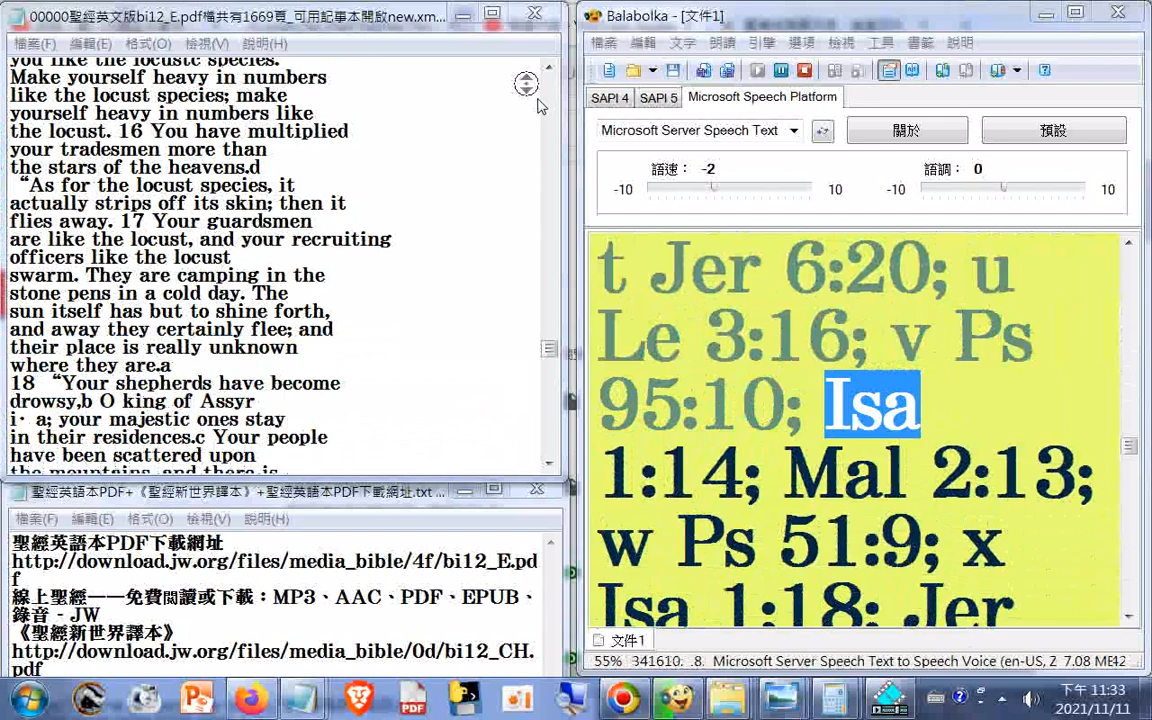 00000聖經英文版bi12_E.pdf檔共有1669頁_可用記事本開啟new.xm...
檔案(F) 編輯(E) 格式(O) 檢視(V) 說明(H)
you like the locustc species.
Make yourself heavy in numbers
like the locust species; make
yourself heavy in numbers like
the locust. 16 You have multiplied
your tradesmen more than
the stars of the heavens.d
“As for the locust species, it
actually strips off its skin; then it
flies away. 17 Your guardsmen
are like the locust, and your recruiting
officers like the locust
swarm. They are camping in the
stone pens in a cold day. The
sun itself has but to shine forth,
and away they certainly flee; and
their place is really unknown
where they are.a
18 “Your shepherds have become
drowsy,b O king of Assyr
i· a; your majestic ones stay
in their residences.c Your people
have been scattered upon
the mountains, and there is
聖經英語本PDF+《聖經新世界譯本》+聖經英語本PDF下載網址.txt ...
檔案(F) 編輯(E) 格式(O) 檢視(V) 說明(H)
聖經英語本PDF下載網址
http://download.jw.org/files/media_bible/4f/bi12_E.pd
f
線上聖經——免費閱讀或下載：MP3、AAC、PDF、EPUB、
錄音 - JW
《聖經新世界譯本》
http://download.jw.org/files/media_bible/0d/bi12_CH.
pdf
Balabolka - [文件1]
檔案 編輯 文字 朗讀 引擎 選項 檢視 工具 書籤 說明
SAPI 4 SAPI 5 Microsoft Speech Platform
Microsoft Server Speech Text 關於 預設
語速： -2 語調： 0
-10 10 -10 10
t Jer 6:20; u
Le 3:16; v Ps
95:10; Isa
1:14; Mal 2:13;
w Ps 51:9; x
Isa 1:18; Jer
文件1
55% 341610. .8. Microsoft Server Speech Text to Speech Voice (en-US, Z 7.08 ME42
下午 11:33
2021/11/11